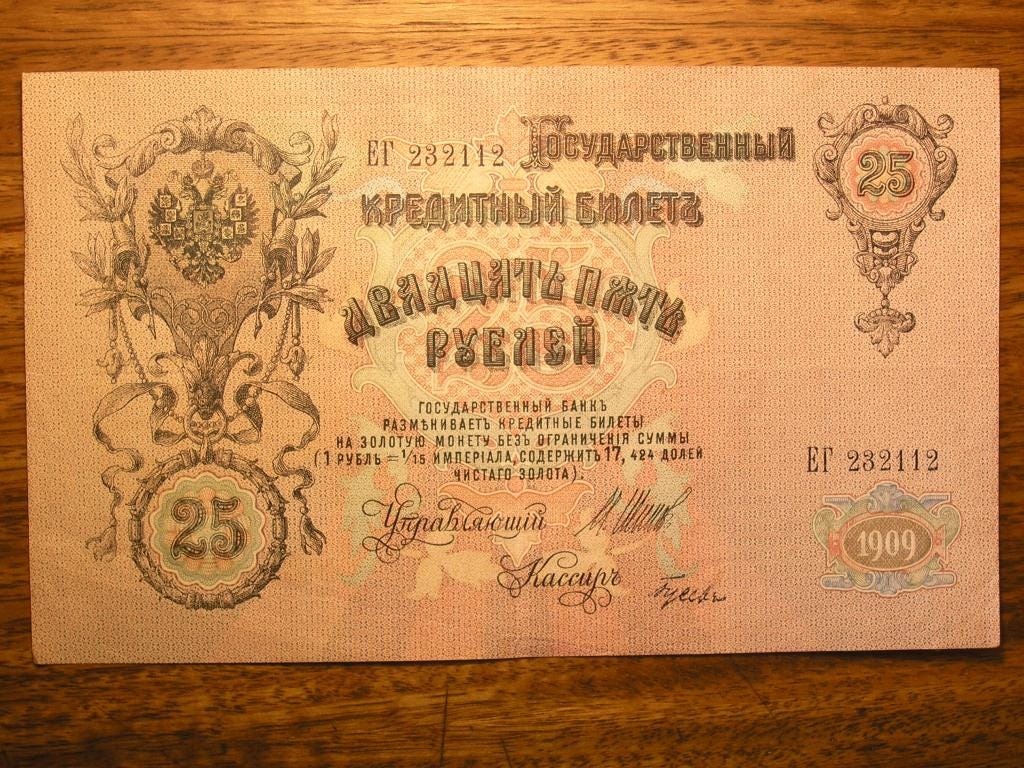 ЕГ 232112 Государственный
25
Кредитный Билетъ
Двадцать пять
рублей
Государственный Банкъ
размѣниваетъ кредитные билеты
на золотую монету безъ ограниченія суммы
(1 рубль = 1/15 имперіала, содержитъ 17,424 долей
чистаго золота).
ЕГ 232112
25
Управляющій
Кассиръ
1909